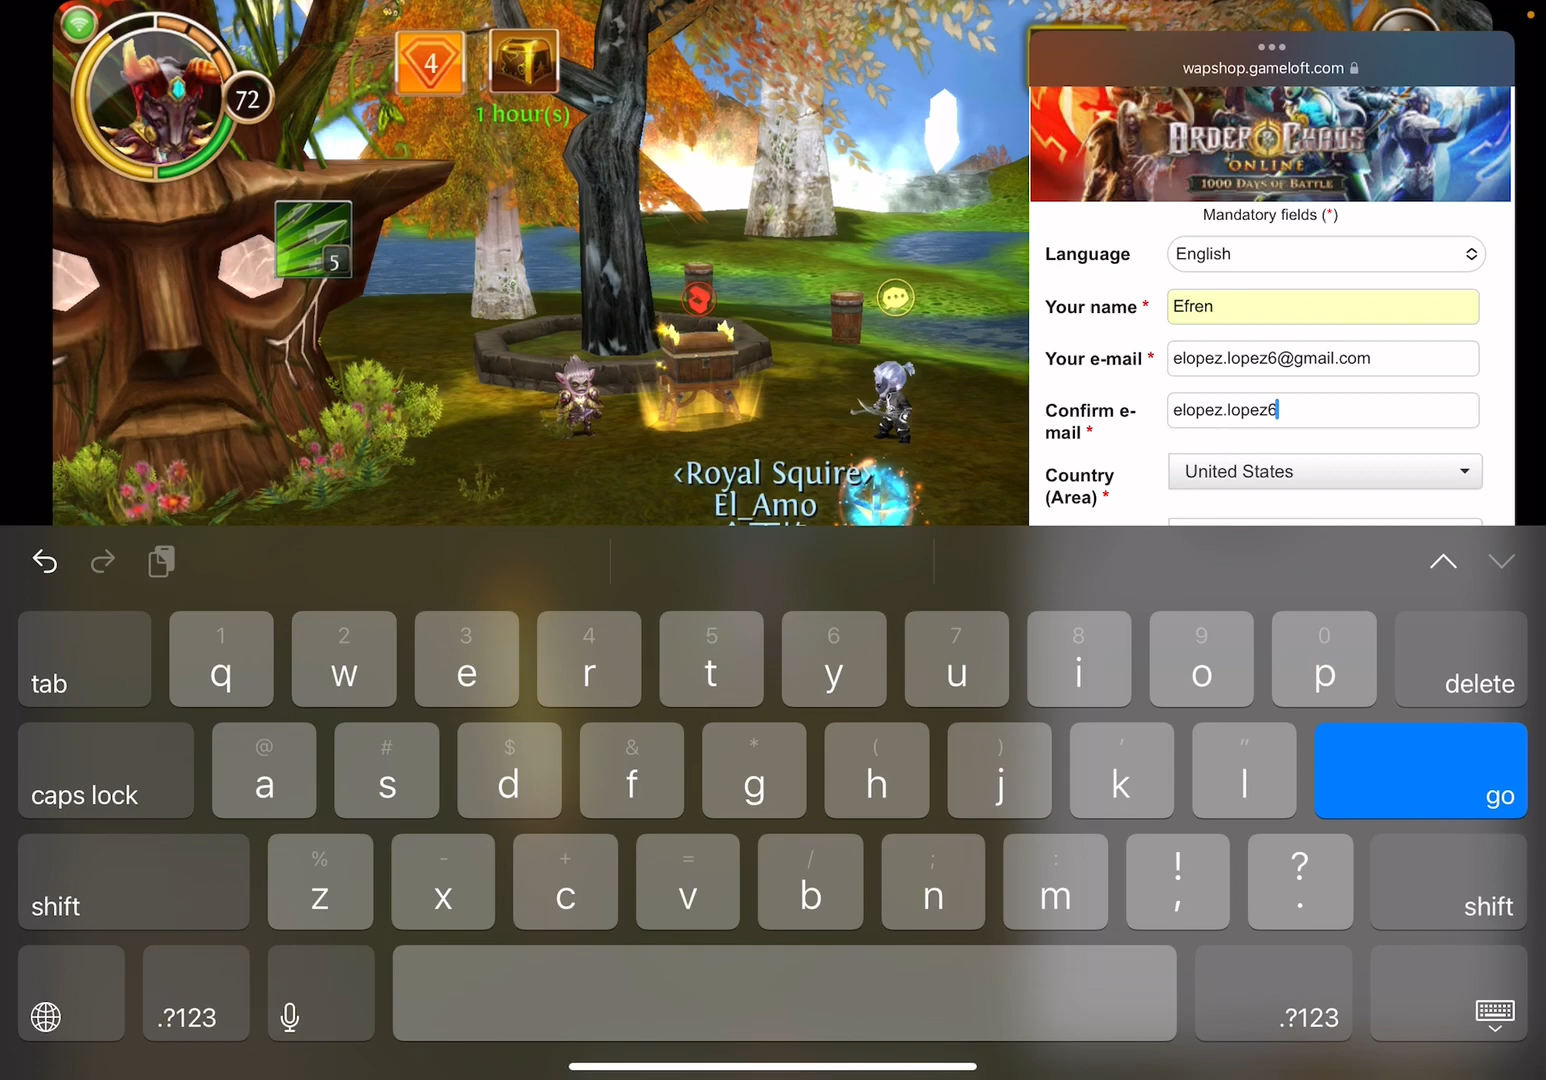 72
4
1 hour(s)
5
<Royal Squire>
El_Amo
wapshop.gameloft.com
ORDER & CHAOS
ONLINE
1000 DAYS OF BATTLE
Mandatory fields (*)
Language English
Your name * Efren
Your e-mail * elopez.lopez6@gmail.com
Confirm e-
mail *
elopez.lopez6
Country
(Area) *
United States
1 2 3 4 5 6 7 8 9 0
tab q w e r t y u i o p delete
@ # $ & * ( ) ' "
caps lock a s d f g h j k l go
% - + = / ; : ! ?
shift z x c v b n m , . shift
.?123 .?123